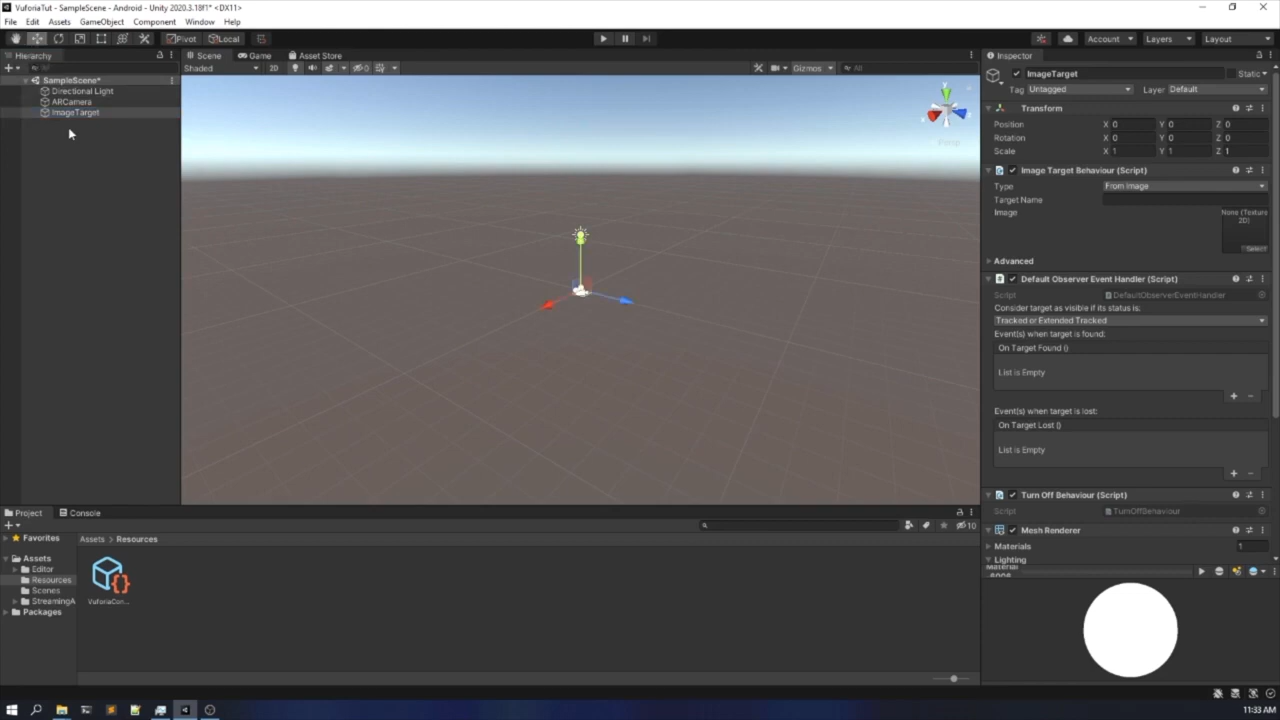 VuforiaTut - SampleScene - Android - Unity 2020.3.18f1* <DX11>
File Edit Assets GameObject Component Window Help
Pivot Local Account Layers Layout
Hierarchy Scene Game Asset Store Inspector
Shaded 2D 0 Gizmos All
All
SampleScene*
Directional Light
ARCamera
ImageTarget
Persp
ImageTarget Static
Tag Untagged Layer Default
Transform
Position X 0 Y 0 Z 0
Rotation X 0 Y 0 Z 0
Scale X 1 Y 1 Z 1
Image Target Behaviour (Script)
Type From Image
Target Name
Image None (Texture 2D)
Select
Advanced
Default Observer Event Handler (Script)
Script DefaultObserverEventHandler
Consider target as visible if its status is:
Tracked or Extended Tracked
Event(s) when target is found:
On Target Found ()
List is Empty
Event(s) when target is lost:
On Target Lost ()
List is Empty
Turn Off Behaviour (Script)
Script TurnOffBehaviour
Mesh Renderer
Materials 1
Lighting
Material
Project Console
10
Favorites
Assets
Editor
Resources
Scenes
StreamingA
Packages
Assets > Resources
VuforiaCon...
11:33 AM